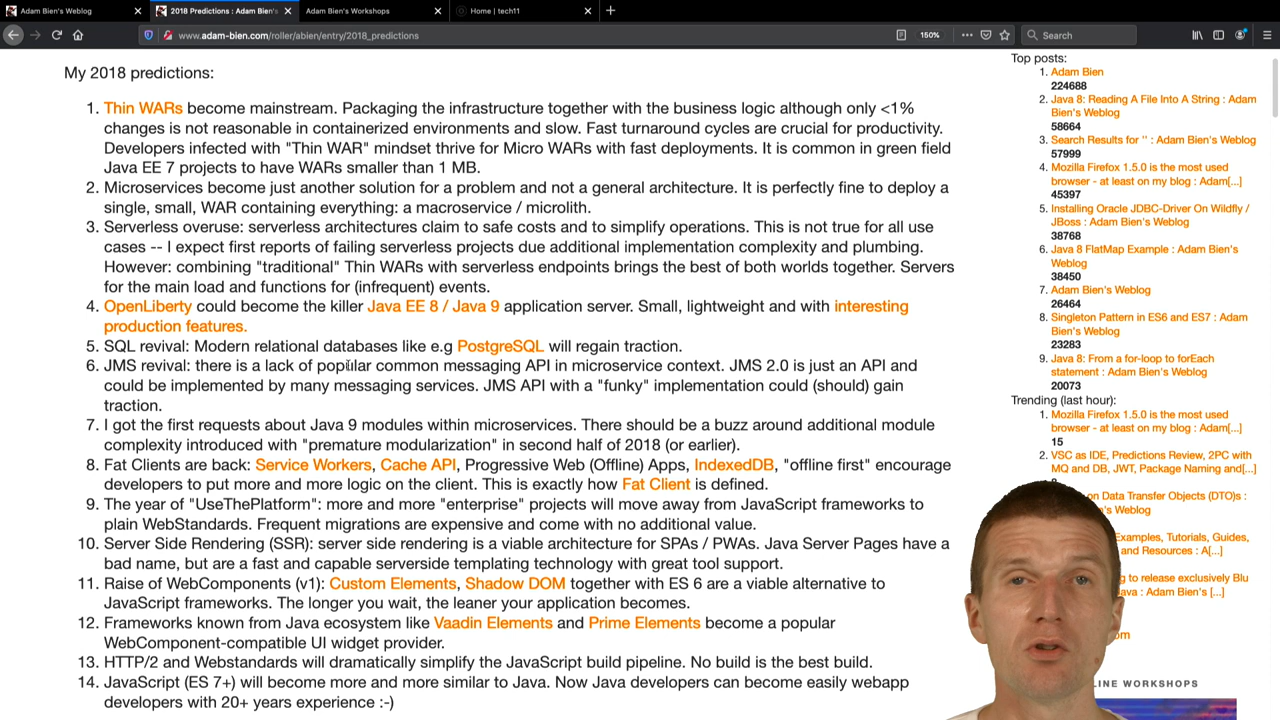 Adam Bien's Weblog
2018 Predictions : Adam Bien's
Adam Bien's Workshops
Home | tech11
www.adam-bien.com/roller/abien/entry/2018_predictions
150%
Search
My 2018 predictions:
1. Thin WARs become mainstream. Packaging the infrastructure together with the business logic although only <1%
changes is not reasonable in containerized environments and slow. Fast turnaround cycles are crucial for productivity.
Developers infected with "Thin WAR" mindset thrive for Micro WARs with fast deployments. It is common in green field
Java EE 7 projects to have WARs smaller than 1 MB.
2. Microservices become just another solution for a problem and not a general architecture. It is perfectly fine to deploy a
single, small, WAR containing everything: a macroservice / microlith.
3. Serverless overuse: serverless architectures claim to safe costs and to simplify operations. This is not true for all use
cases -- I expect first reports of failing serverless projects due additional implementation complexity and plumbing.
However: combining "traditional" Thin WARs with serverless endpoints brings the best of both worlds together. Servers
for the main load and functions for (infrequent) events.
4. OpenLiberty could become the killer Java EE 8 / Java 9 application server. Small, lightweight and with interesting
production features.
5. SQL revival: Modern relational databases like e.g PostgreSQL will regain traction.
6. JMS revival: there is a lack of popular common messaging API in microservice context. JMS 2.0 is just an API and
could be implemented by many messaging services. JMS API with a "funky" implementation could (should) gain
traction.
7. I got the first requests about Java 9 modules within microservices. There should be a buzz around additional module
complexity introduced with "premature modularization" in second half of 2018 (or earlier).
8. Fat Clients are back: Service Workers, Cache API, Progressive Web (Offline) Apps, IndexedDB, "offline first" encourage
developers to put more and more logic on the client. This is exactly how Fat Client is defined.
9. The year of "UseThePlatform": more and more "enterprise" projects will move away from JavaScript frameworks to
plain WebStandards. Frequent migrations are expensive and come with no additional value.
10. Server Side Rendering (SSR): server side rendering is a viable architecture for SPAs / PWAs. Java Server Pages have a
bad name, but are a fast and capable serverside templating technology with great tool support.
11. Raise of WebComponents (v1): Custom Elements, Shadow DOM together with ES 6 are a viable alternative to
JavaScript frameworks. The longer you wait, the leaner your application becomes.
12. Frameworks known from Java ecosystem like Vaadin Elements and Prime Elements become a popular
WebComponent-compatible UI widget provider.
13. HTTP/2 and Webstandards will dramatically simplify the JavaScript build pipeline. No build is the best build.
14. JavaScript (ES 7+) will become more and more similar to Java. Now Java developers can become easily webapp
developers with 20+ years experience :-)
Top posts:
1. Adam Bien
224688
2. Java 8: Reading A File Into A String : Adam
Bien's Weblog
58664
3. Search Results for '' : Adam Bien's Weblog
57999
4. Mozilla Firefox 1.5.0 is the most used
browser - at least on my blog : Adam[...]
45397
5. Installing Oracle JDBC-Driver On Wildfly /
JBoss : Adam Bien's Weblog
38768
6. Java 8 FlatMap Example : Adam Bien's
Weblog
38450
7. Adam Bien's Weblog
26464
8. Singleton Pattern in ES6 and ES7 : Adam
Bien's Weblog
23283
9. Java 8: From a for-loop to forEach
statement : Adam Bien's Weblog
20073
Trending (last hour):
1. Mozilla Firefox 1.5.0 is the most used
browser - at least on my blog : Adam[...]
15
2. VSC as IDE, Predictions Review, 2PC with
MQ and DB, JWT, Package Naming and[...]
on Data Transfer Objects (DTO)s :
Weblog
Examples, Tutorials, Guides,
and Resources : A[...]
to release exclusively Blu
ava : Adam Bien's [...]
om
LINE WORKSHOPS